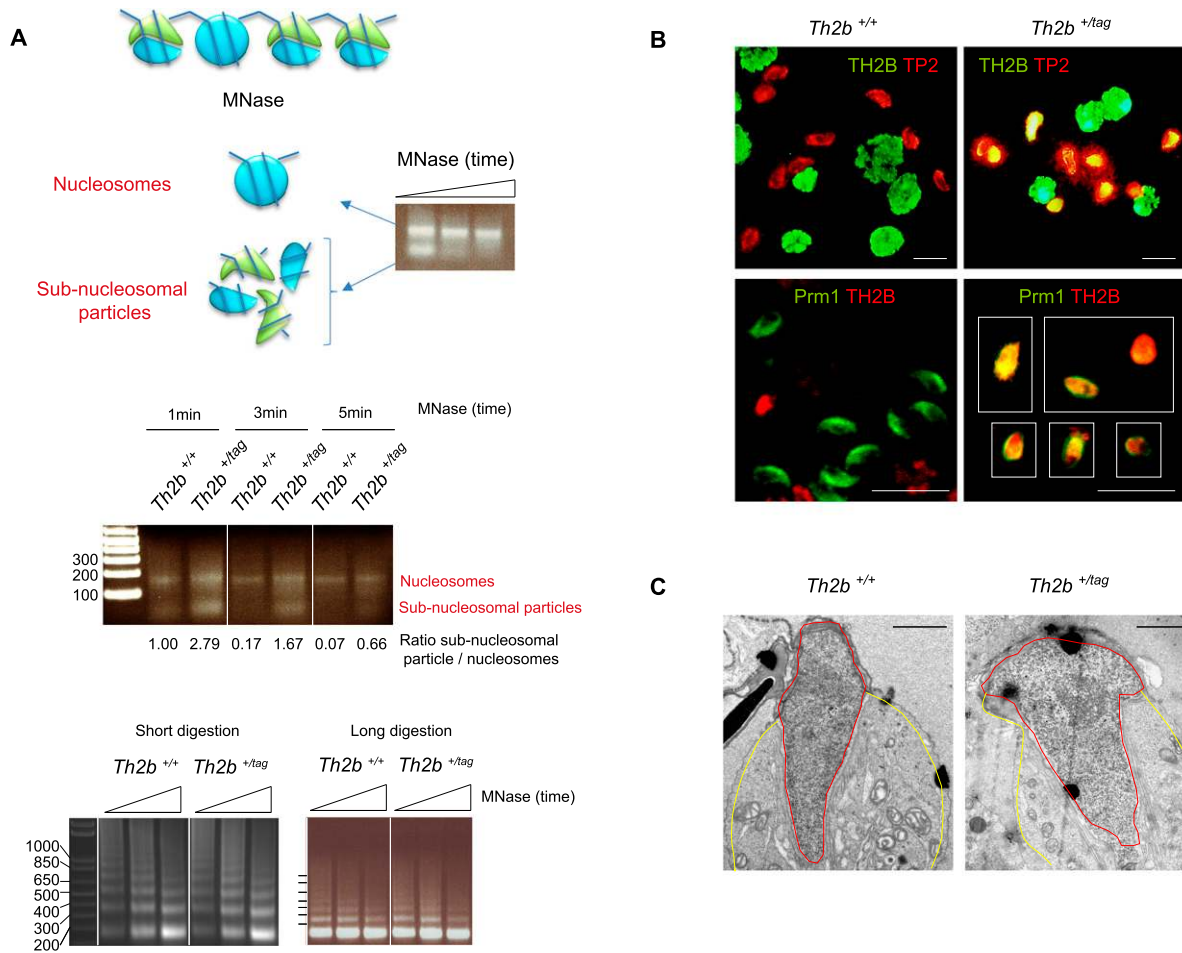 A
MNase
Nucleosomes
MNase (time)
Sub-nucleosomal
particles
1min 3min 5min MNase (time)
Th2b +/+ Th2b +/tag Th2b +/+ Th2b +/tag Th2b +/+ Th2b +/tag
300
200
100
Nucleosomes
Sub-nucleosomal particles
1.00 2.79 0.17 1.67 0.07 0.66 Ratio sub-nucleosomal
particle / nucleosomes
Short digestion Long digestion
Th2b +/+ Th2b +/tag Th2b +/+ Th2b +/tag
MNase (time)
1000
850
650
500
400
300
200
B
Th2b +/+ Th2b +/tag
TH2B TP2 TH2B TP2
Prm1 TH2B Prm1 TH2B
C
Th2b +/+ Th2b +/tag